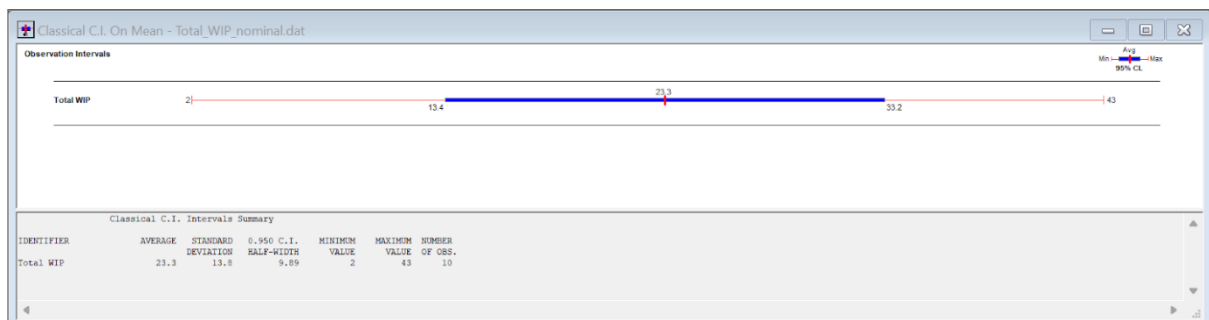 Classical C.I. On Mean - Total_WIP_nominal.dat
Observation Intervals
Avg
Min Max
95% CL
Total WIP 2 13.4 23.3 33.2 43
Classical C.I. Intervals Summary
IDENTIFIER AVERAGE STANDARD 0.950 C.I. MINIMUM MAXIMUM NUMBER
DEVIATION HALF-WIDTH VALUE VALUE OF OBS.
Total WIP 23.3 13.8 9.89 2 43 10